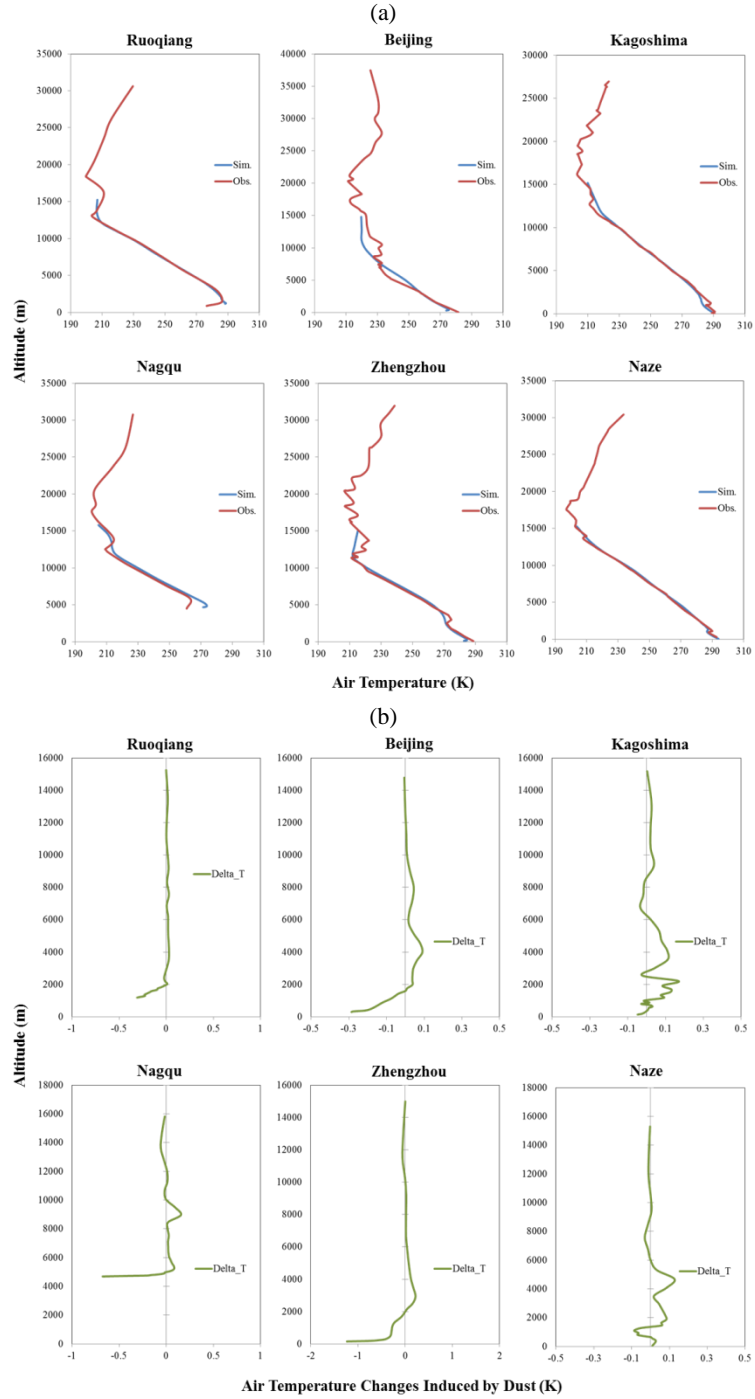 (a)
Ruoqiang Beijing Kagoshima
35000 40000 35000
30000 35000 30000
25000 30000 25000
20000 25000 20000
15000 20000 15000
10000 15000 10000
5000 10000 5000
0 5000 0
0
Sim. Sim. Sim.
Obs. Obs. Obs.
190 210 230 250 270 290 310 190 210 230 250 270 290 310 190 210 230 250 270 290 310
Altitude (m)
Nagqu Zhengzhou Naze
35000 35000 35000
30000 30000 30000
25000 25000 25000
20000 20000 20000
15000 15000 15000
10000 10000 10000
5000 5000 5000
0 0 0
Sim. Sim. Sim.
Obs. Obs. Obs.
190 210 230 250 270 290 310 190 210 230 250 270 290 310 190 210 230 250 270 290 310
Air Temperature (K)
(b)
Ruoqiang Beijing Kagoshima
16000 16000 16000
14000 14000 14000
12000 12000 12000
10000 10000 10000
8000 8000 8000
6000 6000 6000
4000 4000 4000
2000 2000 2000
0 0 0
Delta_T Delta_T Delta_T
-1 -0.5 0 0.5 1 -0.5 -0.3 -0.1 0.1 0.3 0.5 -0.5 -0.3 -0.1 0.1 0.3 0.5
Altitude (m)
Nagqu Zhengzhou Naze
18000 16000 18000
16000 14000 16000
14000 12000 14000
12000 10000 12000
10000 8000 10000
8000 6000 8000
6000 4000 6000
4000 2000 4000
2000 0 2000
0 0
Delta_T Delta_T Delta_T
-1 -0.5 0 0.5 1 -2 -1 0 1 2 -0.5 -0.3 -0.1 0.1 0.3 0.5
Air Temperature Changes Induced by Dust (K)